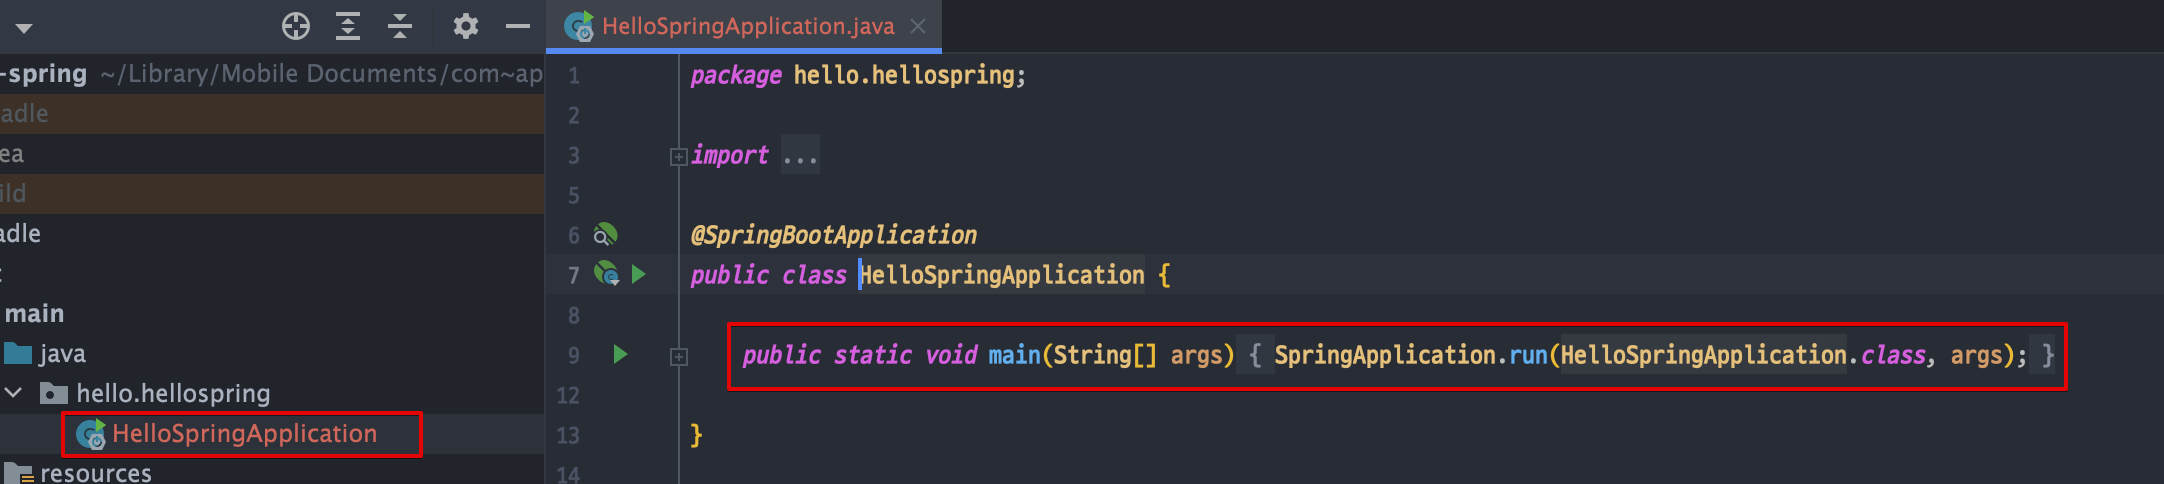 HelloSpringApplication.java
-spring ~/Library/Mobile Documents/com~ap
adle
ea
ild
adle
main
java
hello.hellospring
HelloSpringApplication
resources
1 package hello.hellospring;
2
3 import ...
5
6 @SpringBootApplication
7 public class HelloSpringApplication {
8
9 public static void main(String[] args) { SpringApplication.run(HelloSpringApplication.class, args); }
12
13 }
14